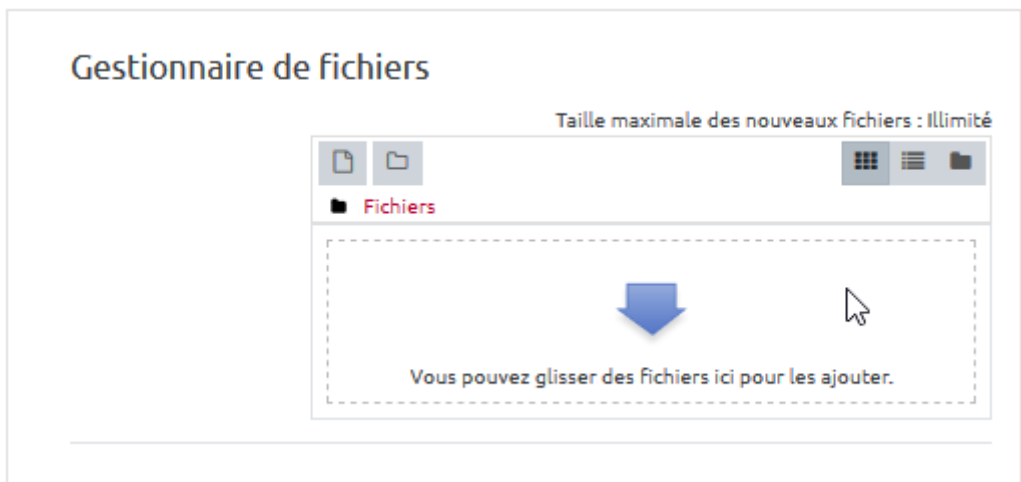 Gestionnaire de fichiers
Taille maximale des nouveaux fichiers : Illimité
Fichiers
Vous pouvez glisser des fichiers ici pour les ajouter.